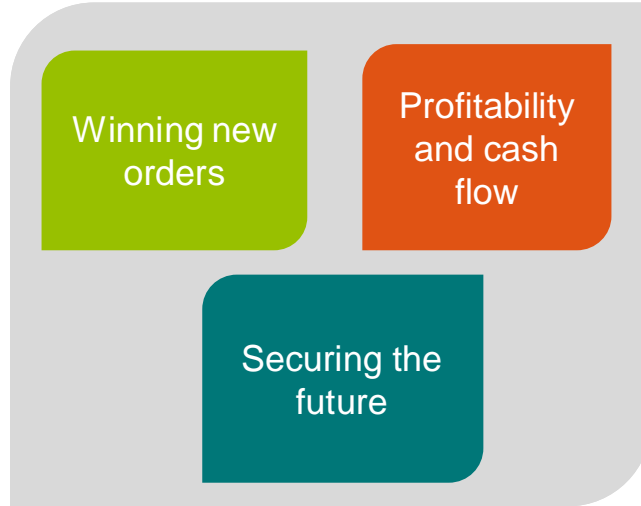 Winning new
orders
Profitability
and cash
flow
Securing the
future